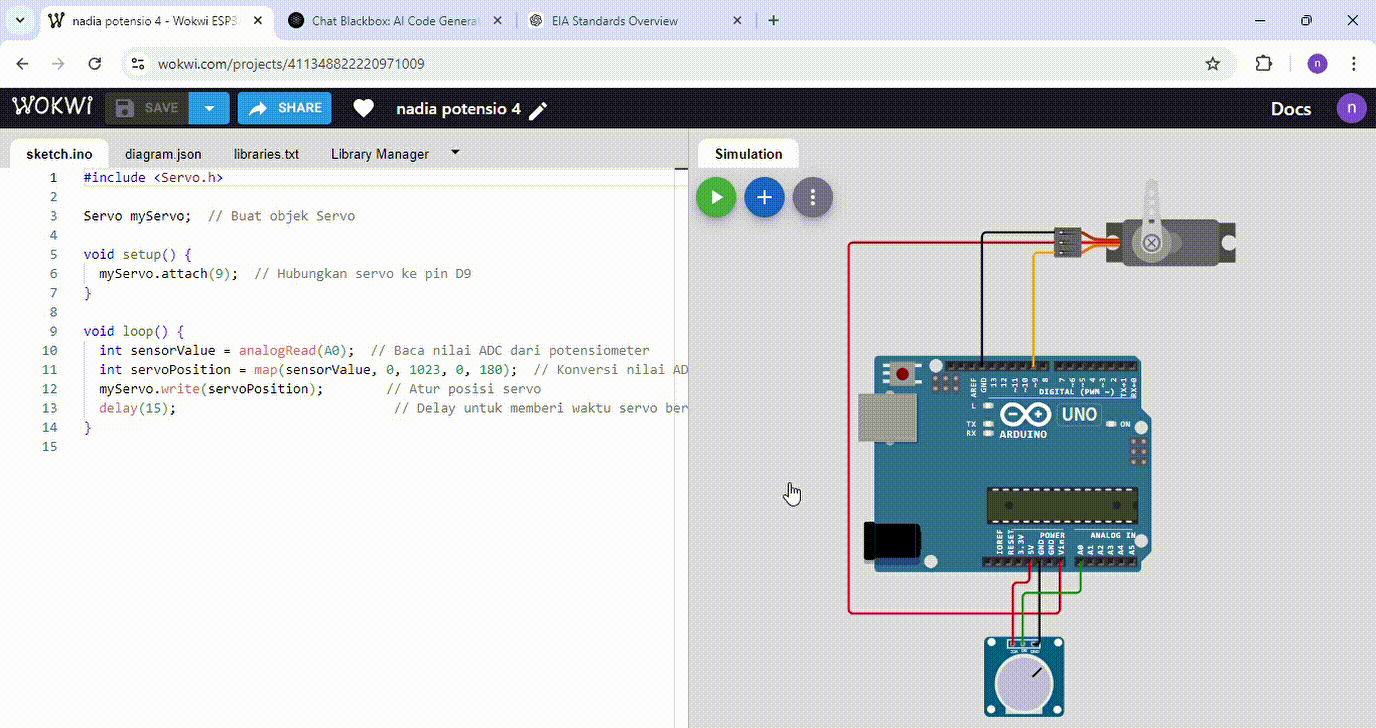 nadia potensio 4 - Wokwi ESP32
Chat Blackbox: AI Code Generat
EIA Standards Overview
wokwi.com/projects/411348822220971009
n
WOKWI
SAVE
SHARE
nadia potensio 4
Docs
n
sketch.ino
diagram.json
libraries.txt
Library Manager
Simulation
1 #include <Servo.h>
2
3 Servo myServo;  // Buat objek Servo
4
5 void setup() {
6   myServo.attach(9);  // Hubungkan servo ke pin D9
7 }
8
9 void loop() {
10   int sensorValue = analogRead(A0);  // Baca nilai ADC dari potensiometer
11   int servoPosition = map(sensorValue, 0, 1023, 0, 180);  // Konversi nilai AD
12   myServo.write(servoPosition);        // Atur posisi servo
13   delay(15);                            // Delay untuk memberi waktu servo ber
14 }
15
AREF
GND
13
12
~11
~10
~9
8
7
~6
~5
4
~3
2
TX→1
RX←0
DIGITAL (PWM ~)
L
TX
RX
UNO
ON
ARDUINO
POWER
ANALOG IN
IOREF
RESET
3.3V
5V
GND
GND
Vin
A0
A1
A2
A3
A4
A5
VCC
SIG
GND